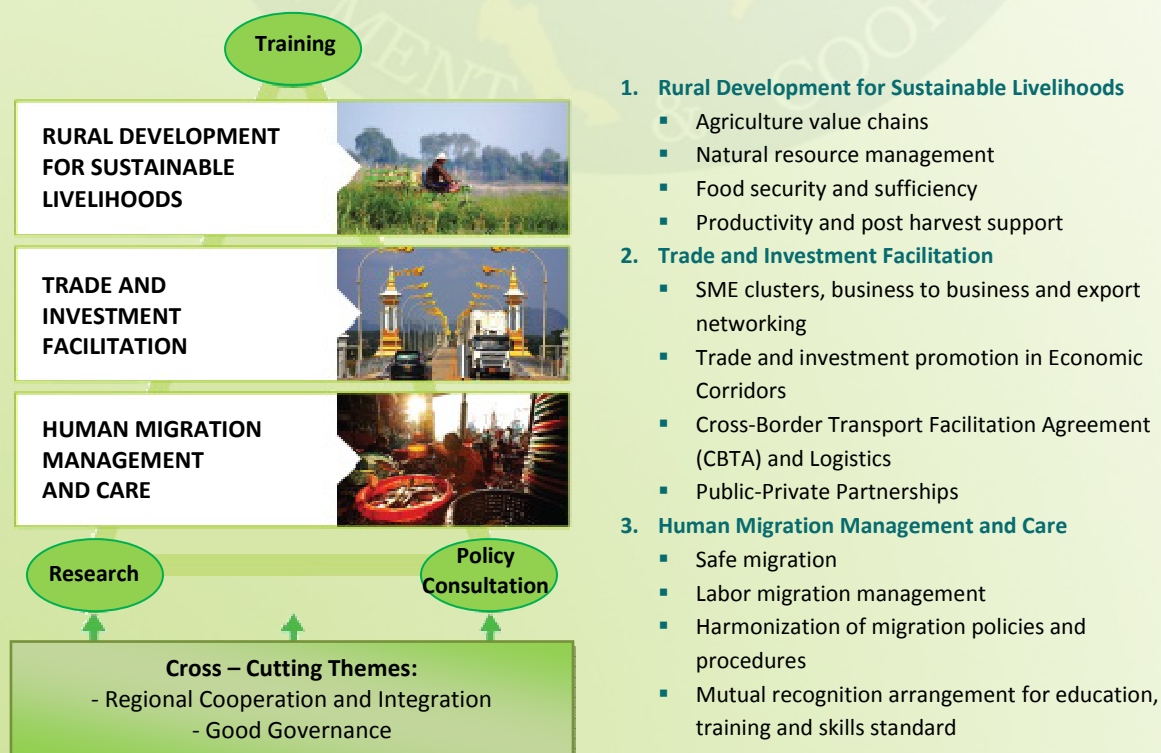 Training
RURAL DEVELOPMENT
FOR SUSTAINABLE
LIVELIHOODS
TRADE AND
INVESTMENT
FACILITATION
HUMAN MIGRATION
MANAGEMENT
AND CARE
Research
Policy
Consultation
Cross – Cutting Themes:
- Regional Cooperation and Integration
- Good Governance
1. Rural Development for Sustainable Livelihoods
▪ Agriculture value chains
▪ Natural resource management
▪ Food security and sufficiency
▪ Productivity and post harvest support
2. Trade and Investment Facilitation
▪ SME clusters, business to business and export
networking
▪ Trade and investment promotion in Economic
Corridors
▪ Cross-Border Transport Facilitation Agreement
(CBTA) and Logistics
▪ Public-Private Partnerships
3. Human Migration Management and Care
▪ Safe migration
▪ Labor migration management
▪ Harmonization of migration policies and
procedures
▪ Mutual recognition arrangement for education,
training and skills standard